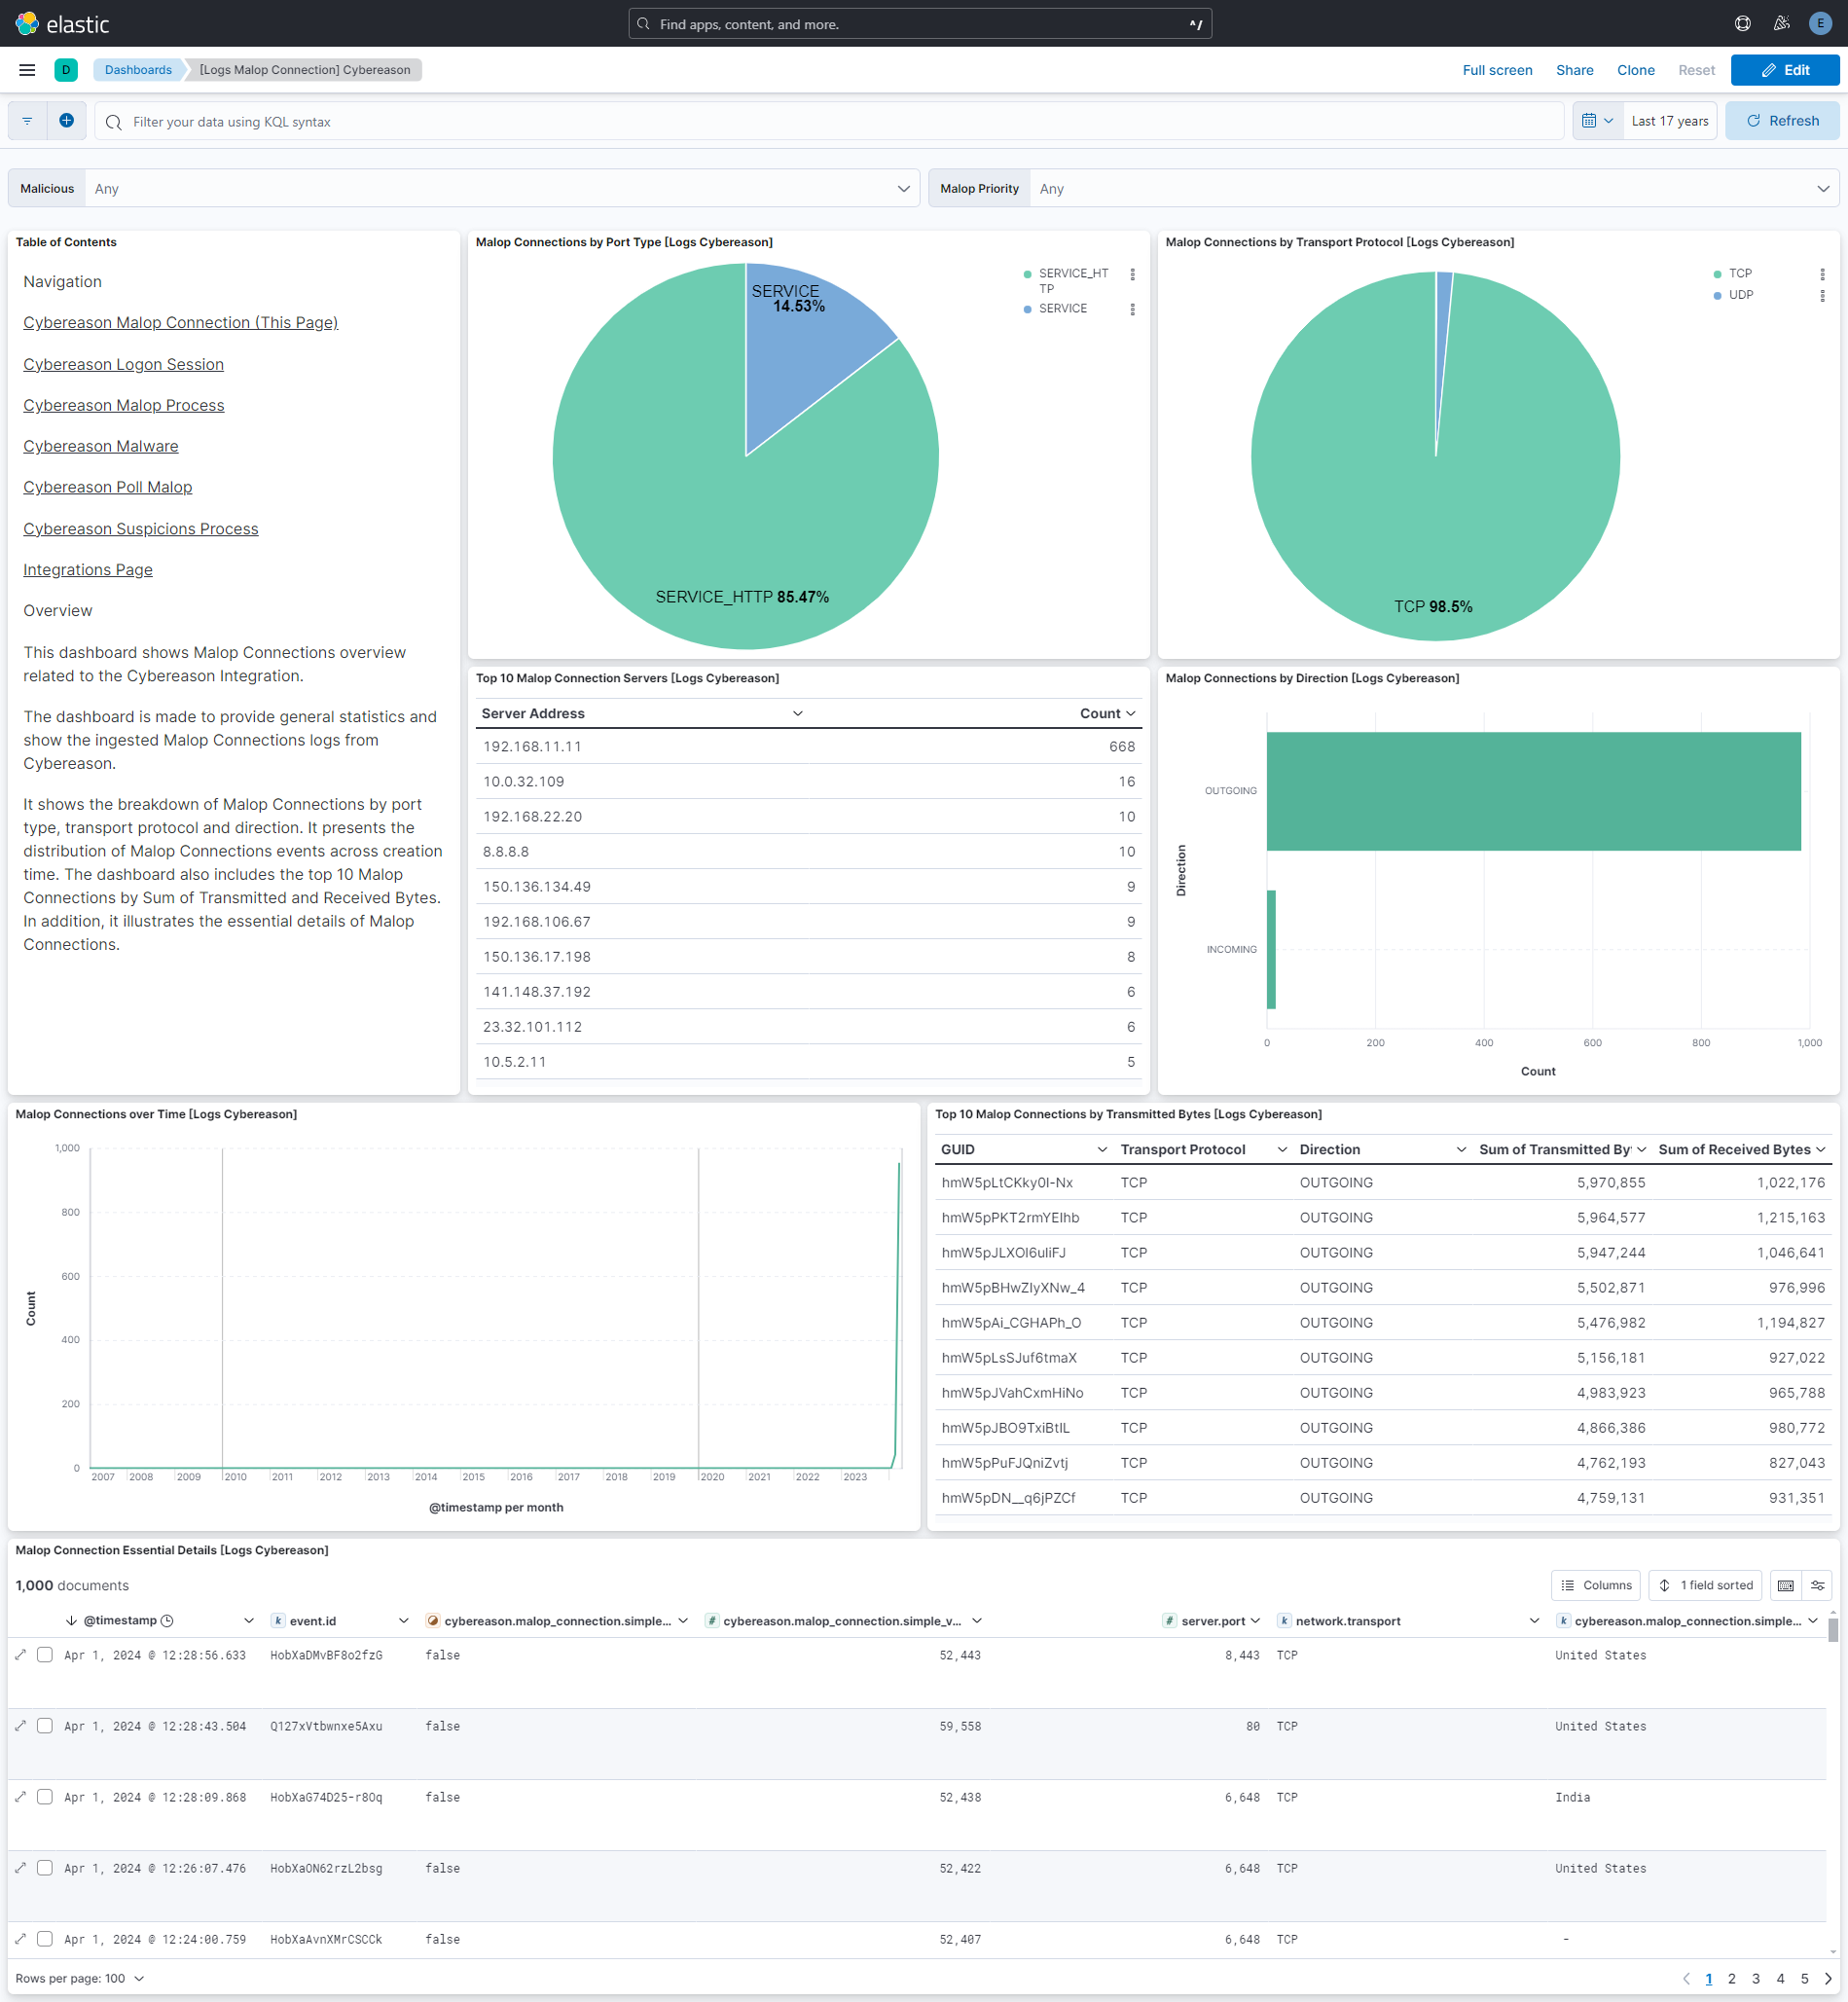 elastic
Find apps, content, and more.
^/
E
D
Dashboards
[Logs Malop Connection] Cybereason
Full screen
Share
Clone
Reset
Edit
Filter your data using KQL syntax
Last 17 years
Refresh
Malicious
Any
Malop Priority
Any
Table of Contents
Navigation
Cybereason Malop Connection (This Page)
Cybereason Logon Session
Cybereason Malop Process
Cybereason Malware
Cybereason Poll Malop
Cybereason Suspicions Process
Integrations Page
Overview
This dashboard shows Malop Connections overview
related to the Cybereason Integration.
The dashboard is made to provide general statistics and
show the ingested Malop Connections logs from
Cybereason.
It shows the breakdown of Malop Connections by port
type, transport protocol and direction. It presents the
distribution of Malop Connections events across creation
time. The dashboard also includes the top 10 Malop
Connections by Sum of Transmitted and Received Bytes.
In addition, it illustrates the essential details of Malop
Connections.
Malop Connections by Port Type [Logs Cybereason]
SERVICE
14.53%
SERVICE_HTTP 85.47%
SERVICE_HT
TP
SERVICE
Malop Connections by Transport Protocol [Logs Cybereason]
TCP 98.5%
TCP
UDP
Top 10 Malop Connection Servers [Logs Cybereason]
Server Address Count
192.168.11.11 668
10.0.32.109 16
192.168.22.20 10
8.8.8.8 10
150.136.134.49 9
192.168.106.67 9
150.136.17.198 8
141.148.37.192 6
23.32.101.112 6
10.5.2.11 5
Malop Connections by Direction [Logs Cybereason]
Direction
OUTGOING
INCOMING
0 200 400 600 800 1,000
Count
Malop Connections over Time [Logs Cybereason]
Count
1,000
800
600
400
200
0
2007 2008 2009 2010 2011 2012 2013 2014 2015 2016 2017 2018 2019 2020 2021 2022 2023
@timestamp per month
Top 10 Malop Connections by Transmitted Bytes [Logs Cybereason]
GUID Transport Protocol Direction Sum of Transmitted By Sum of Received Bytes
hmW5pLtCKky0I-Nx TCP OUTGOING 5,970,855 1,022,176
hmW5pPKT2rmYEIhb TCP OUTGOING 5,964,577 1,215,163
hmW5pJLXOI6uIiFJ TCP OUTGOING 5,947,244 1,046,641
hmW5pBHwZIyXNw_4 TCP OUTGOING 5,502,871 976,996
hmW5pAi_CGHAPh_O TCP OUTGOING 5,476,982 1,194,827
hmW5pLsSJuf6tmaX TCP OUTGOING 5,156,181 927,022
hmW5pJVahCxmHiNo TCP OUTGOING 4,983,923 965,788
hmW5pJBO9TxiBtIL TCP OUTGOING 4,866,386 980,772
hmW5pPuFJQniZvtj TCP OUTGOING 4,762,193 827,043
hmW5pDN__q6jPZCf TCP OUTGOING 4,759,131 931,351
Malop Connection Essential Details [Logs Cybereason]
1,000 documents
Columns
1 field sorted
@timestamp k event.id cybereason.malop_connection.simple... # cybereason.malop_connection.simple_v... # server.port k network.transport k cybereason.malop_connection.simple...
Apr 1, 2024 @ 12:28:56.633 HobXaDMvBF8o2fzG false 52,443 8,443 TCP United States
Apr 1, 2024 @ 12:28:43.504 Q127xVtbwnxe5Axu false 59,558 80 TCP United States
Apr 1, 2024 @ 12:28:09.868 HobXaG74D25-r8Oq false 52,438 6,648 TCP India
Apr 1, 2024 @ 12:26:07.476 HobXaON62rzL2bsg false 52,422 6,648 TCP United States
Apr 1, 2024 @ 12:24:00.759 HobXaAvnXMrCSCCk false 52,407 6,648 TCP -
Rows per page: 100
1 2 3 4 5